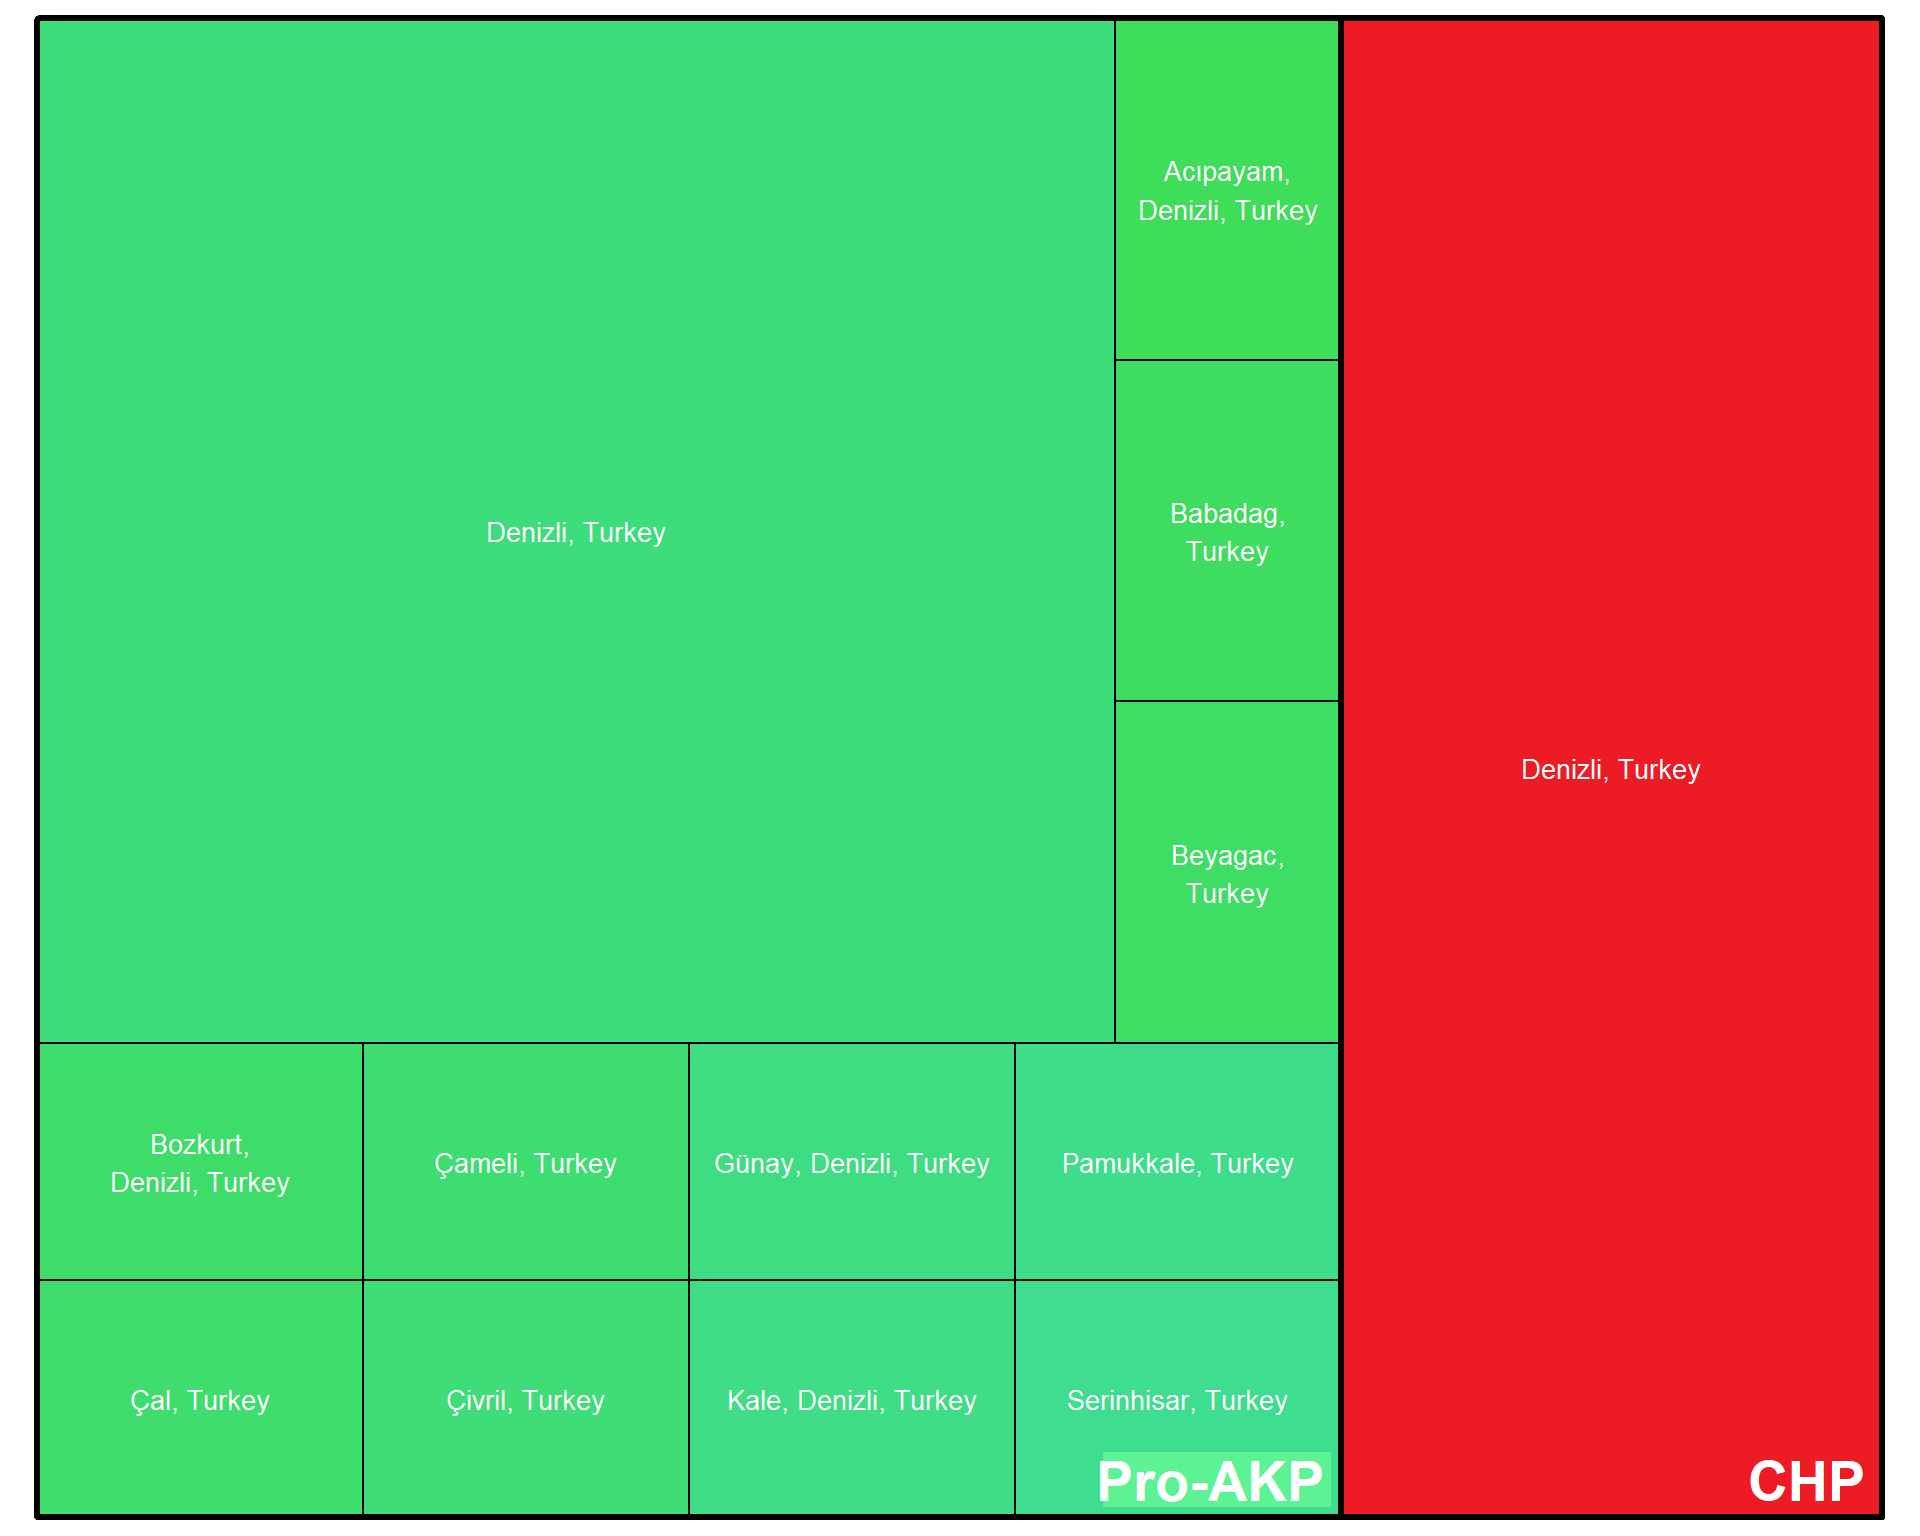 Denizli, Turkey
Acıpayam,
Denizli, Turkey
Babadag,
Turkey
Beyagac,
Turkey
Bozkurt,
Denizli, Turkey
Çameli, Turkey
Günay, Denizli, Turkey
Pamukkale, Turkey
Çal, Turkey
Çivril, Turkey
Kale, Denizli, Turkey
Serinhisar, Turkey
Pro-AKP
Denizli, Turkey
CHP